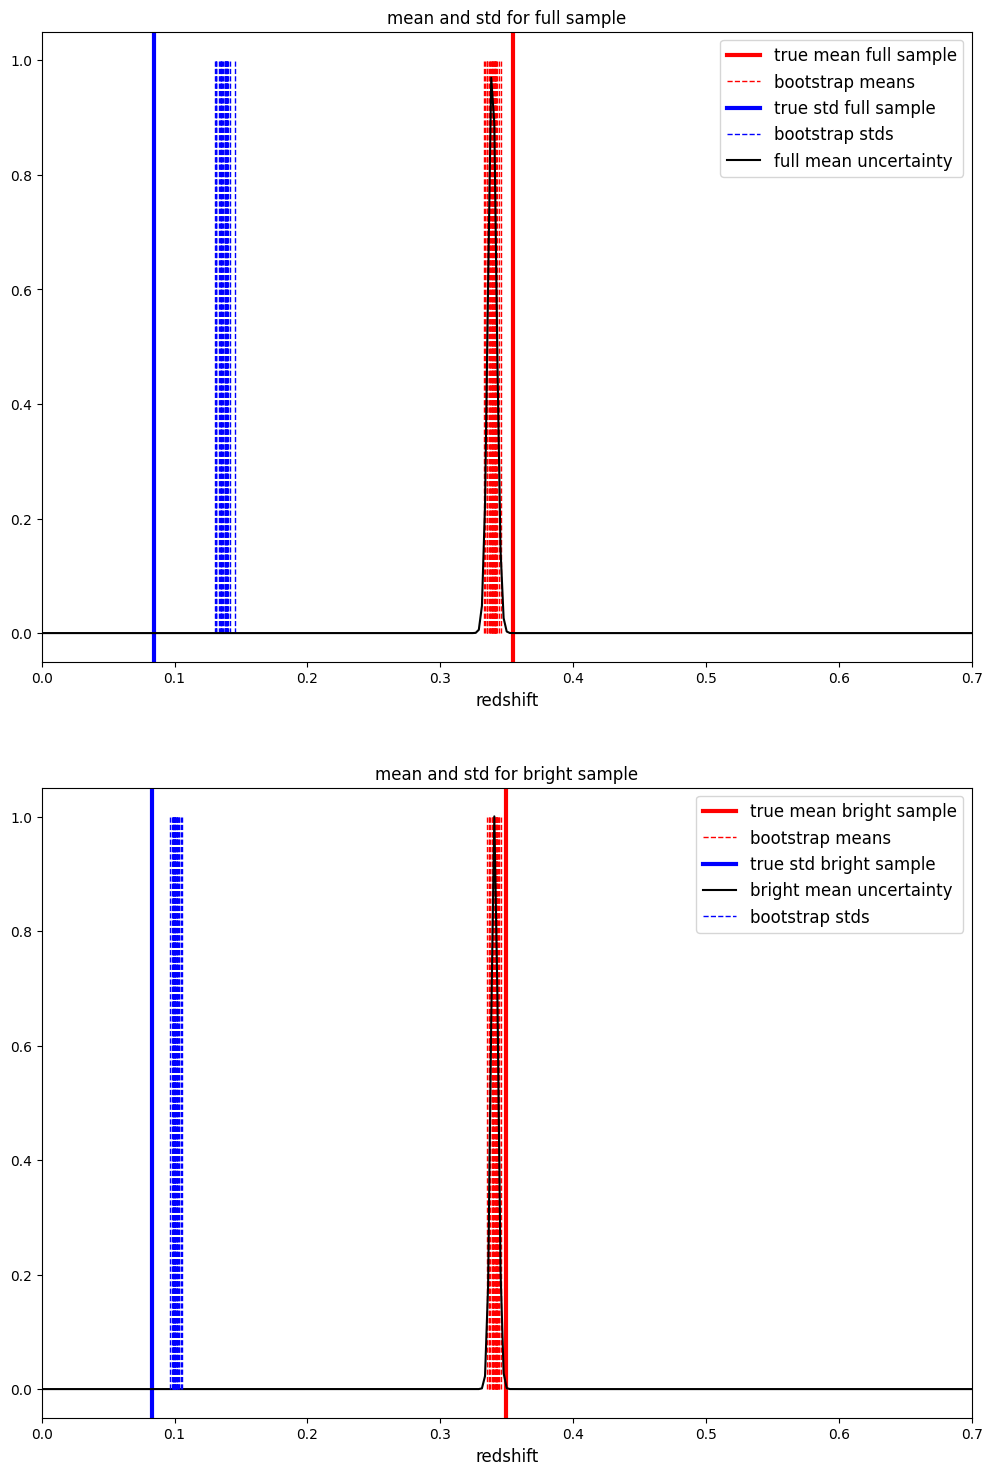 mean and std for full sample
true mean full sample
bootstrap means
true std full sample
bootstrap stds
full mean uncertainty
1.0
0.8
0.6
0.4
0.2
0.0
0.0 0.1 0.2 0.3 0.4 0.5 0.6 0.7
redshift
mean and std for bright sample
true mean bright sample
bootstrap means
true std bright sample
bright mean uncertainty
bootstrap stds
1.0
0.8
0.6
0.4
0.2
0.0
0.0 0.1 0.2 0.3 0.4 0.5 0.6 0.7
redshift